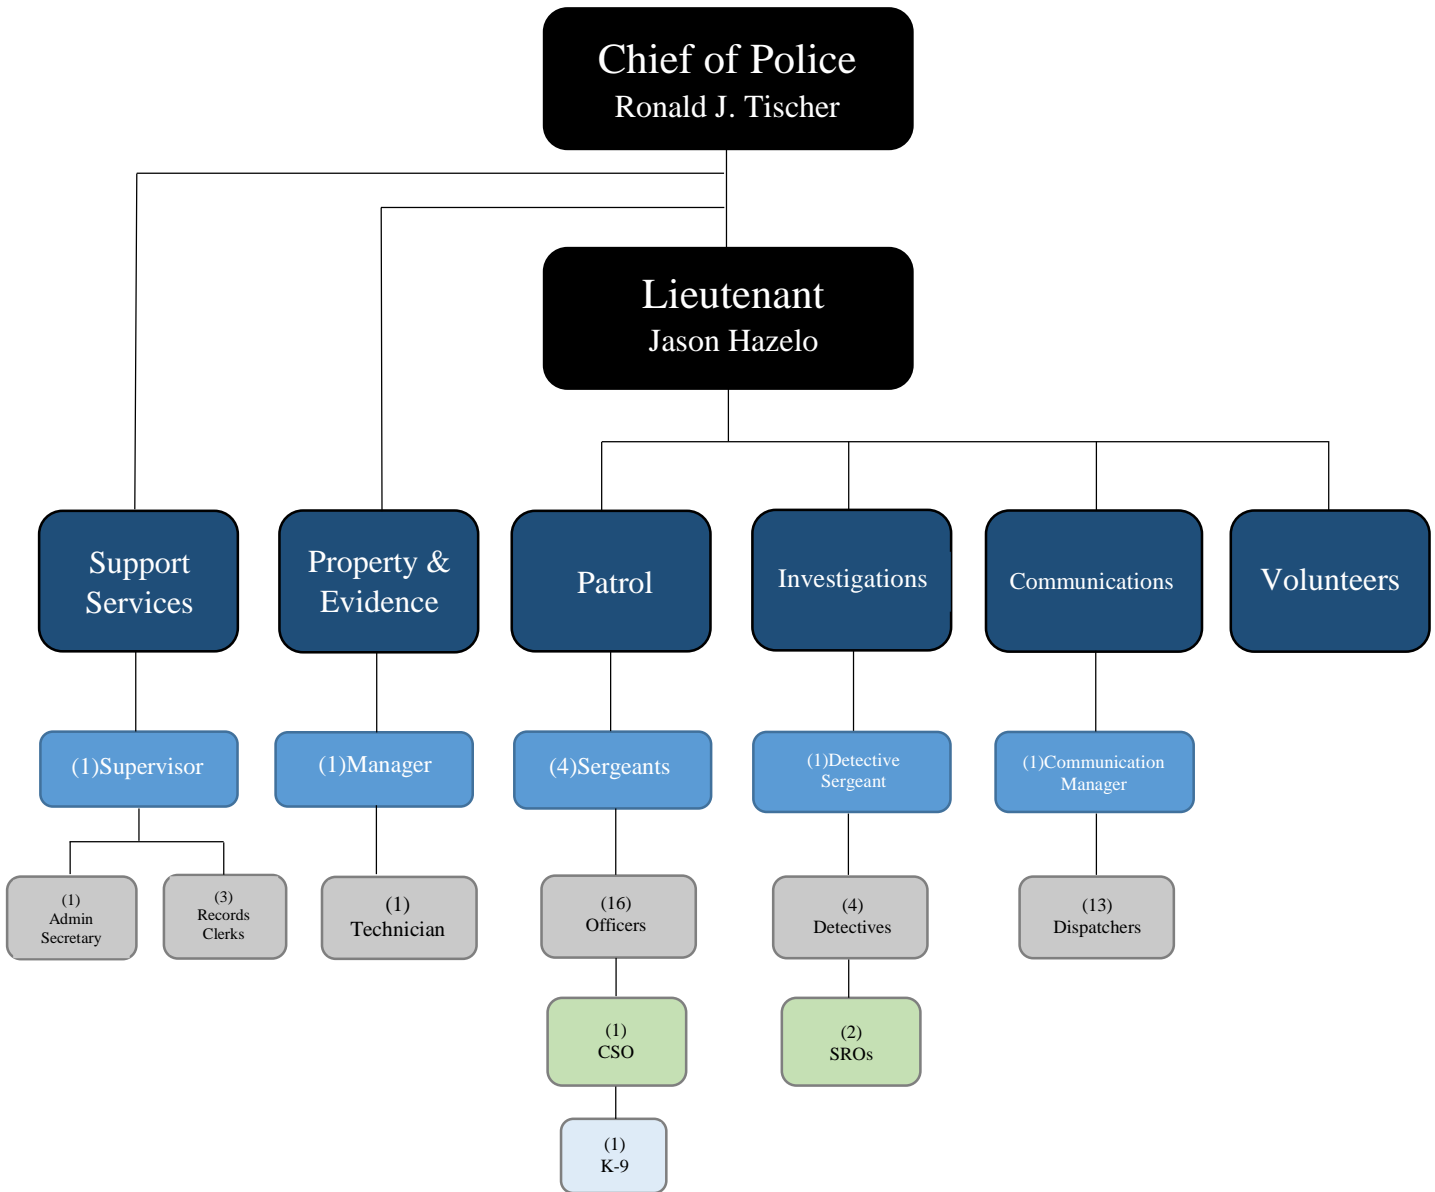 Chief of Police
Ronald J. Tischer
Lieutenant
Jason Hazelo
Support
Services
Property &
Evidence
Patrol
Investigations
Communications
Volunteers
(1)Supervisor
(1)Manager
(4)Sergeants
(1)Detective
Sergeant
(1)Communication
Manager
(1)
Admin
Secretary
(3)
Records
Clerks
(1)
Technician
(16)
Officers
(4)
Detectives
(13)
Dispatchers
(1)
CSO
(2)
SROs
(1)
K-9